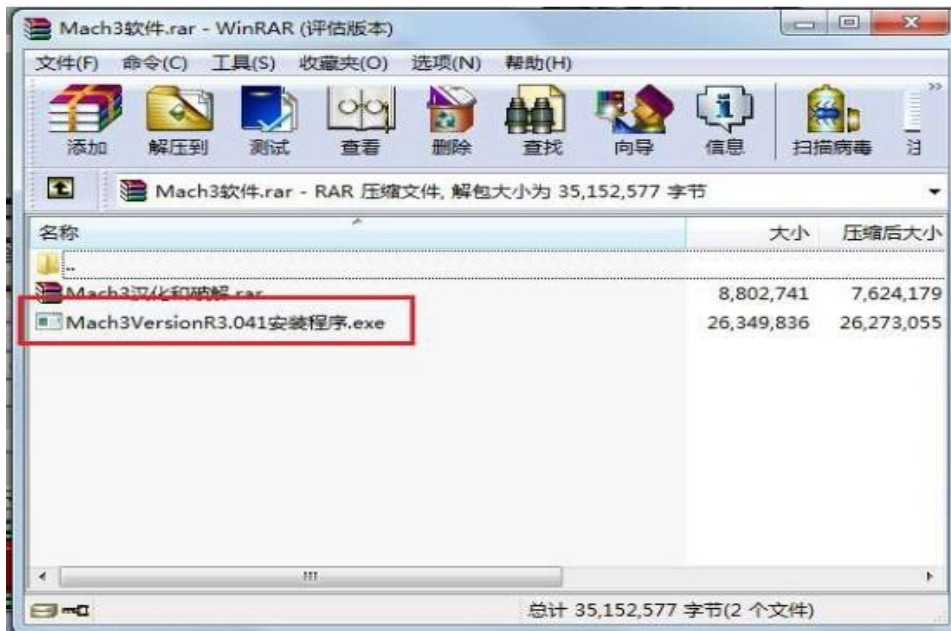 Mach3软件.rar - WinRAR (评估版本)
文件(F) 命令(C) 工具(S) 收藏夹(O) 选项(N) 帮助(H)
添加 解压到 测试 查看 删除 查找 向导 信息 扫描病毒 注
Mach3软件.rar - RAR 压缩文件, 解包大小为 35,152,577 字节
名称 大小 压缩后大小
..
Mach3汉化和破解.rar 8,802,741 7,624,179
Mach3VersionR3.041安装程序.exe 26,349,836 26,273,055
总计 35,152,577 字节(2 个文件)